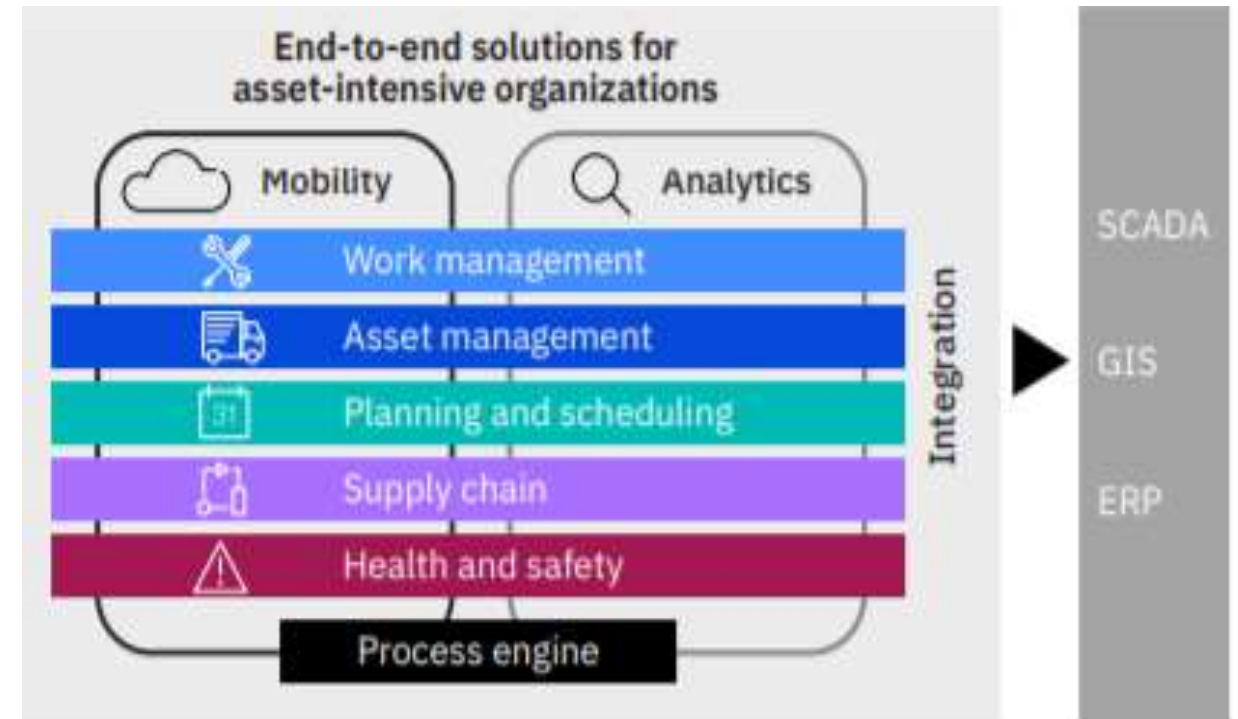 End-to-end solutions for
asset-intensive organizations
Mobility
Analytics
Work management
Asset management
31
Planning and scheduling
Supply chain
Health and safety
Process engine
Integration
SCADA
GIS
ERP